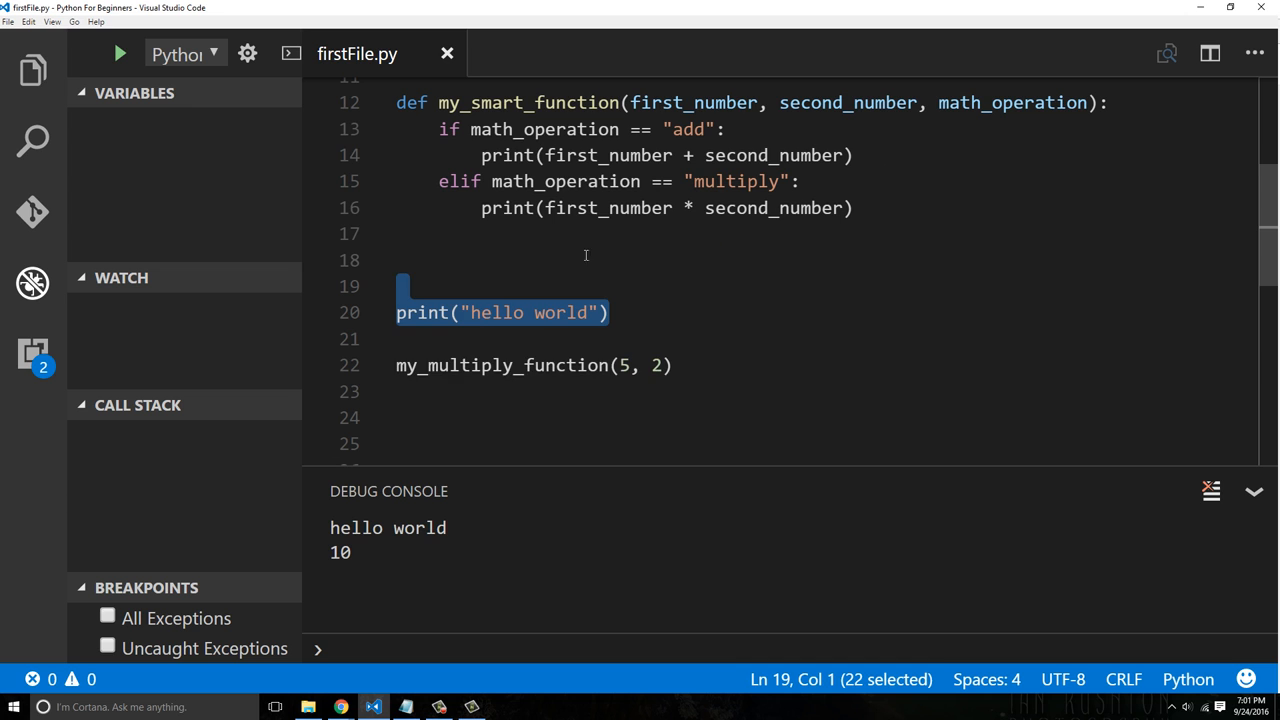 firstFile.py - Python For Beginners - Visual Studio Code
File Edit View Go Help
Python
firstFile.py
VARIABLES
WATCH
CALL STACK
BREAKPOINTS
All Exceptions
Uncaught Exceptions
2
11
12 def my_smart_function(first_number, second_number, math_operation):
13 if math_operation == "add":
14 print(first_number + second_number)
15 elif math_operation == "multiply":
16 print(first_number * second_number)
17
18
19
20 print("hello world")
21
22 my_multiply_function(5, 2)
23
24
25
DEBUG CONSOLE
hello world
10
0 0
Ln 19, Col 1 (22 selected) Spaces: 4 UTF-8 CRLF Python
I'm Cortana. Ask me anything.
7:01 PM
9/24/2016